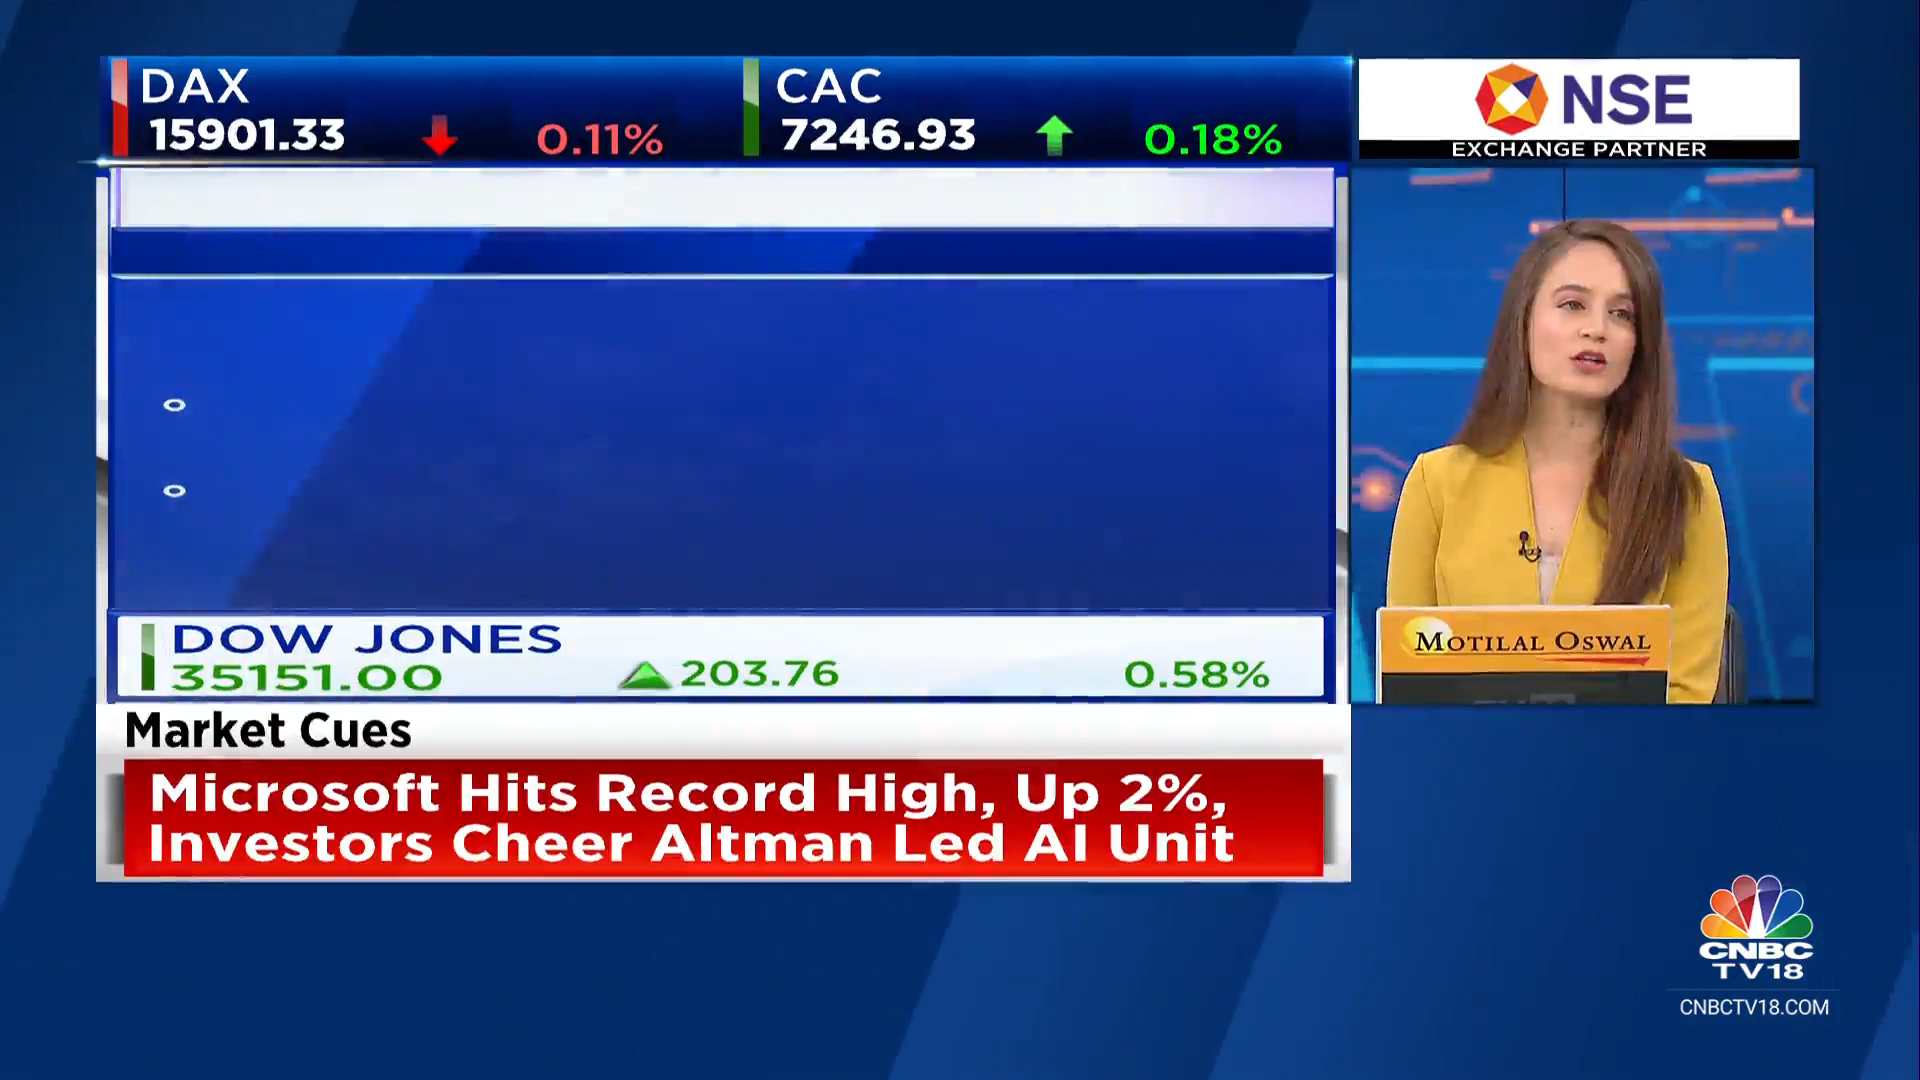 DAX
15901.33 0.11%
CAC
7246.93 0.18%
NSE
EXCHANGE PARTNER
MOTILAL OSWAL
DOW JONES
35151.00 203.76 0.58%
Market Cues
Microsoft Hits Record High, Up 2%,
Investors Cheer Altman Led AI Unit
CNBC
TV18
CNBCTV18.COM